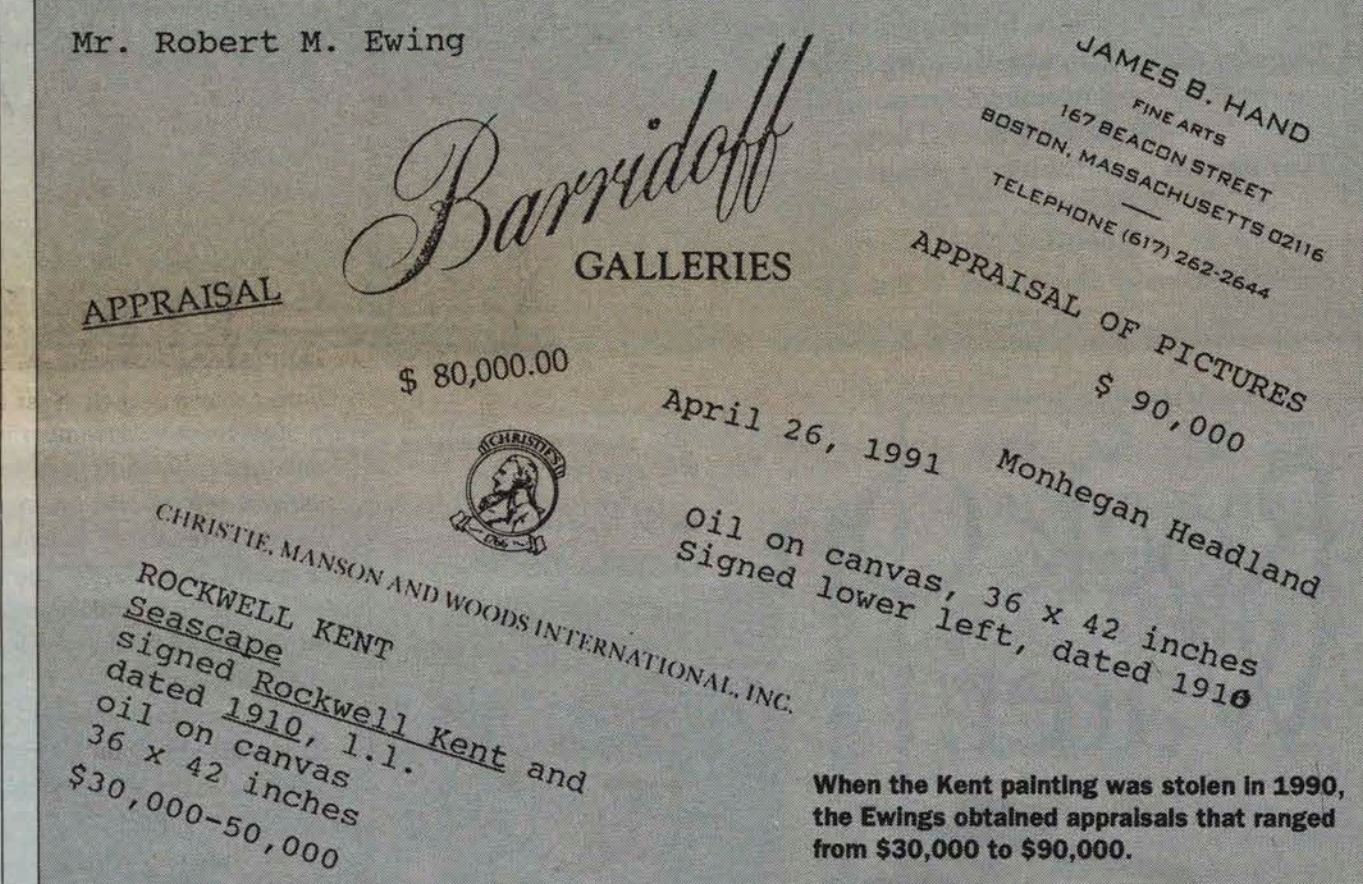 Mr. Robert M. Ewing
Barridoff
GALLERIES
APPRAISAL
$ 80,000.00
JAMES B. HAND
FINE ARTS
167 BEACON STREET
BOSTON, MASSACHUSETTS 02116
TELEPHONE (617) 262-2644
APPRAISAL OF PICTURES
$ 90,000
April 26, 1991
Monhegan Headland
Oil on canvas, 36 x 42 inches
Signed lower left, dated 1910
CHRISTIE'S
1766
CHRISTIE, MANSON AND WOODS INTERNATIONAL, INC.
ROCKWELL KENT
Seascape
signed Rockwell Kent and
dated 1910, l.l.
oil on canvas
36 x 42 inches
$30,000-50,000
When the Kent painting was stolen in 1990,
the Ewings obtained appraisals that ranged
from $30,000 to $90,000.